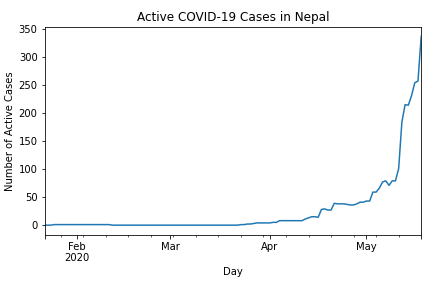 Active COVID-19 Cases in Nepal
Number of Active Cases
350
300
250
200
150
100
50
0
Feb
2020
Mar
Apr
May
Day